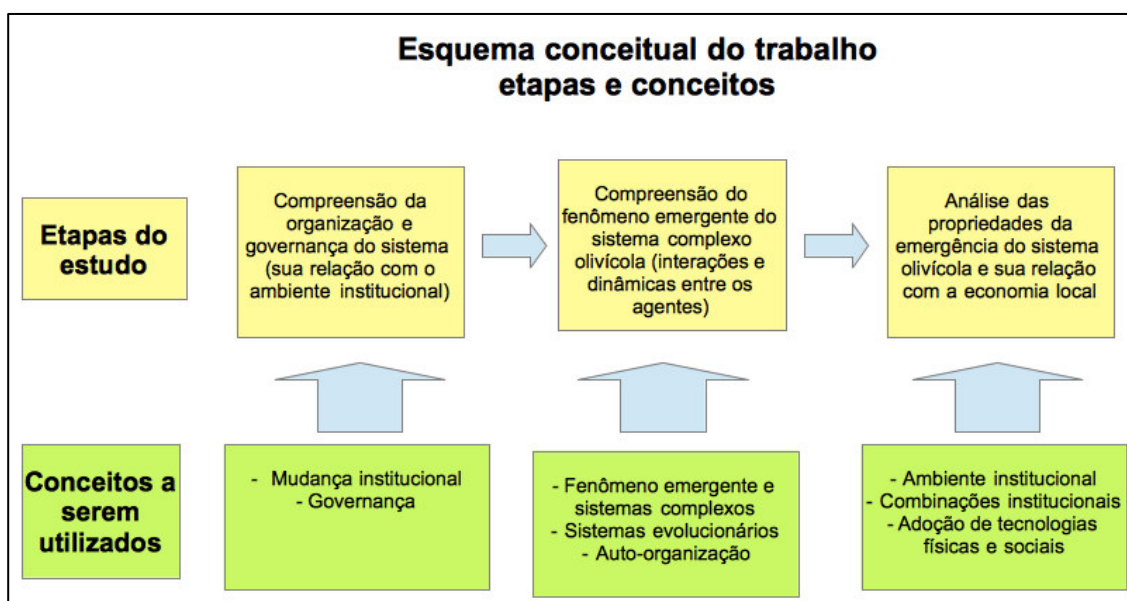 Esquema conceitual do trabalho
etapas e conceitos
Etapas do
estudo
Compreensão da
organização e
governança do sistema
(sua relação com o
ambiente institucional)
Compreensão do
fenômeno emergente do
sistema complexo
olivícola (interações e
dinâmicas entre os
agentes)
Análise das
propriedades da
emergência do sistema
olivícola e sua relação
com a economia local
Conceitos a
serem
utilizados
- Mudança institucional
- Governança
- Fenômeno emergente e
sistemas complexos
- Sistemas evolucionários
- Auto-organização
- Ambiente institucional
- Combinações institucionais
- Adoção de tecnologias
físicas e sociais